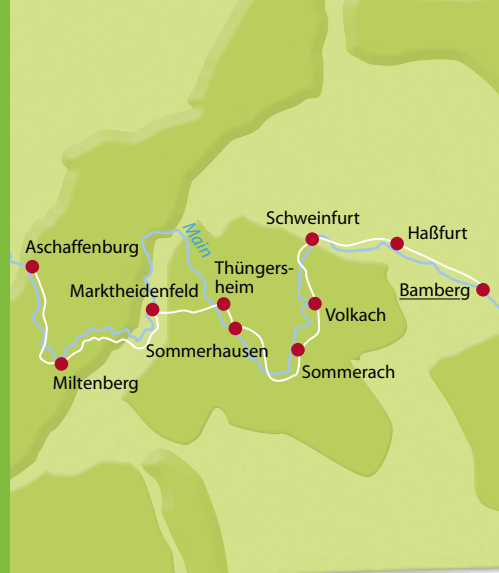 Schweinfurt
Haßfurt
Main
Aschaffenburg
Thüngers-
heim
Marktheidenfeld
Bamberg
Volkach
Sommerhausen
Sommerach
Miltenberg